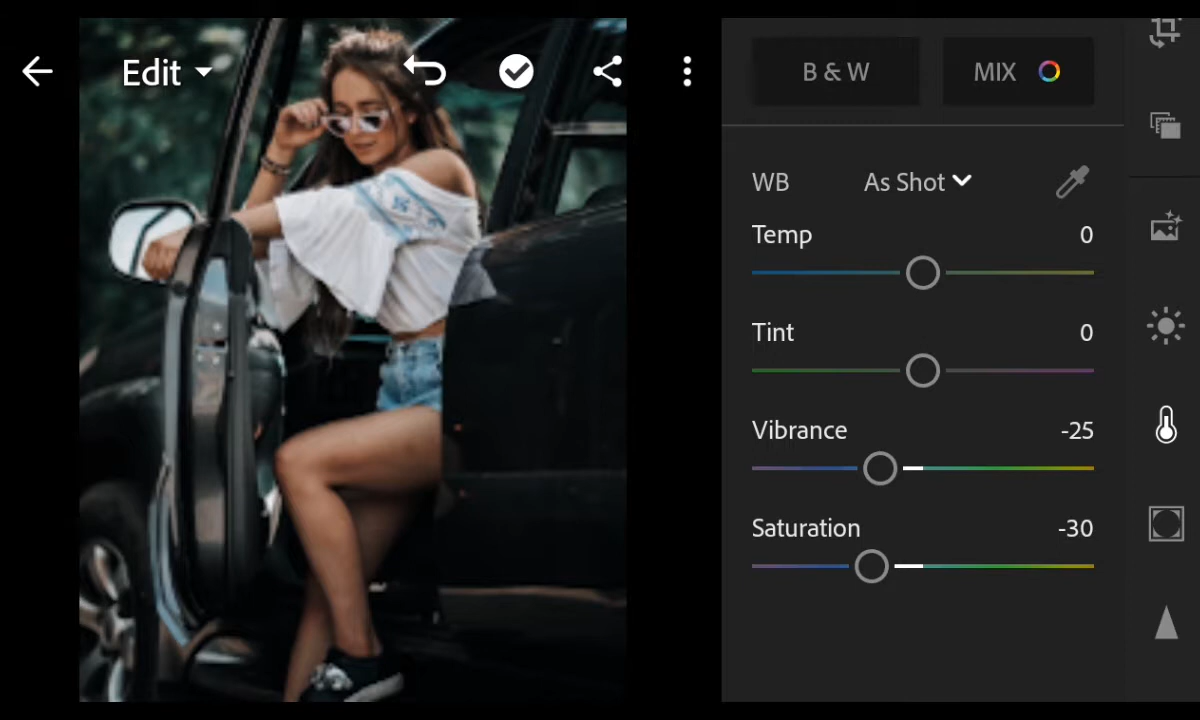 Edit
B & W
MIX
WB
As Shot
Temp
0
Tint
0
Vibrance
-25
Saturation
-30